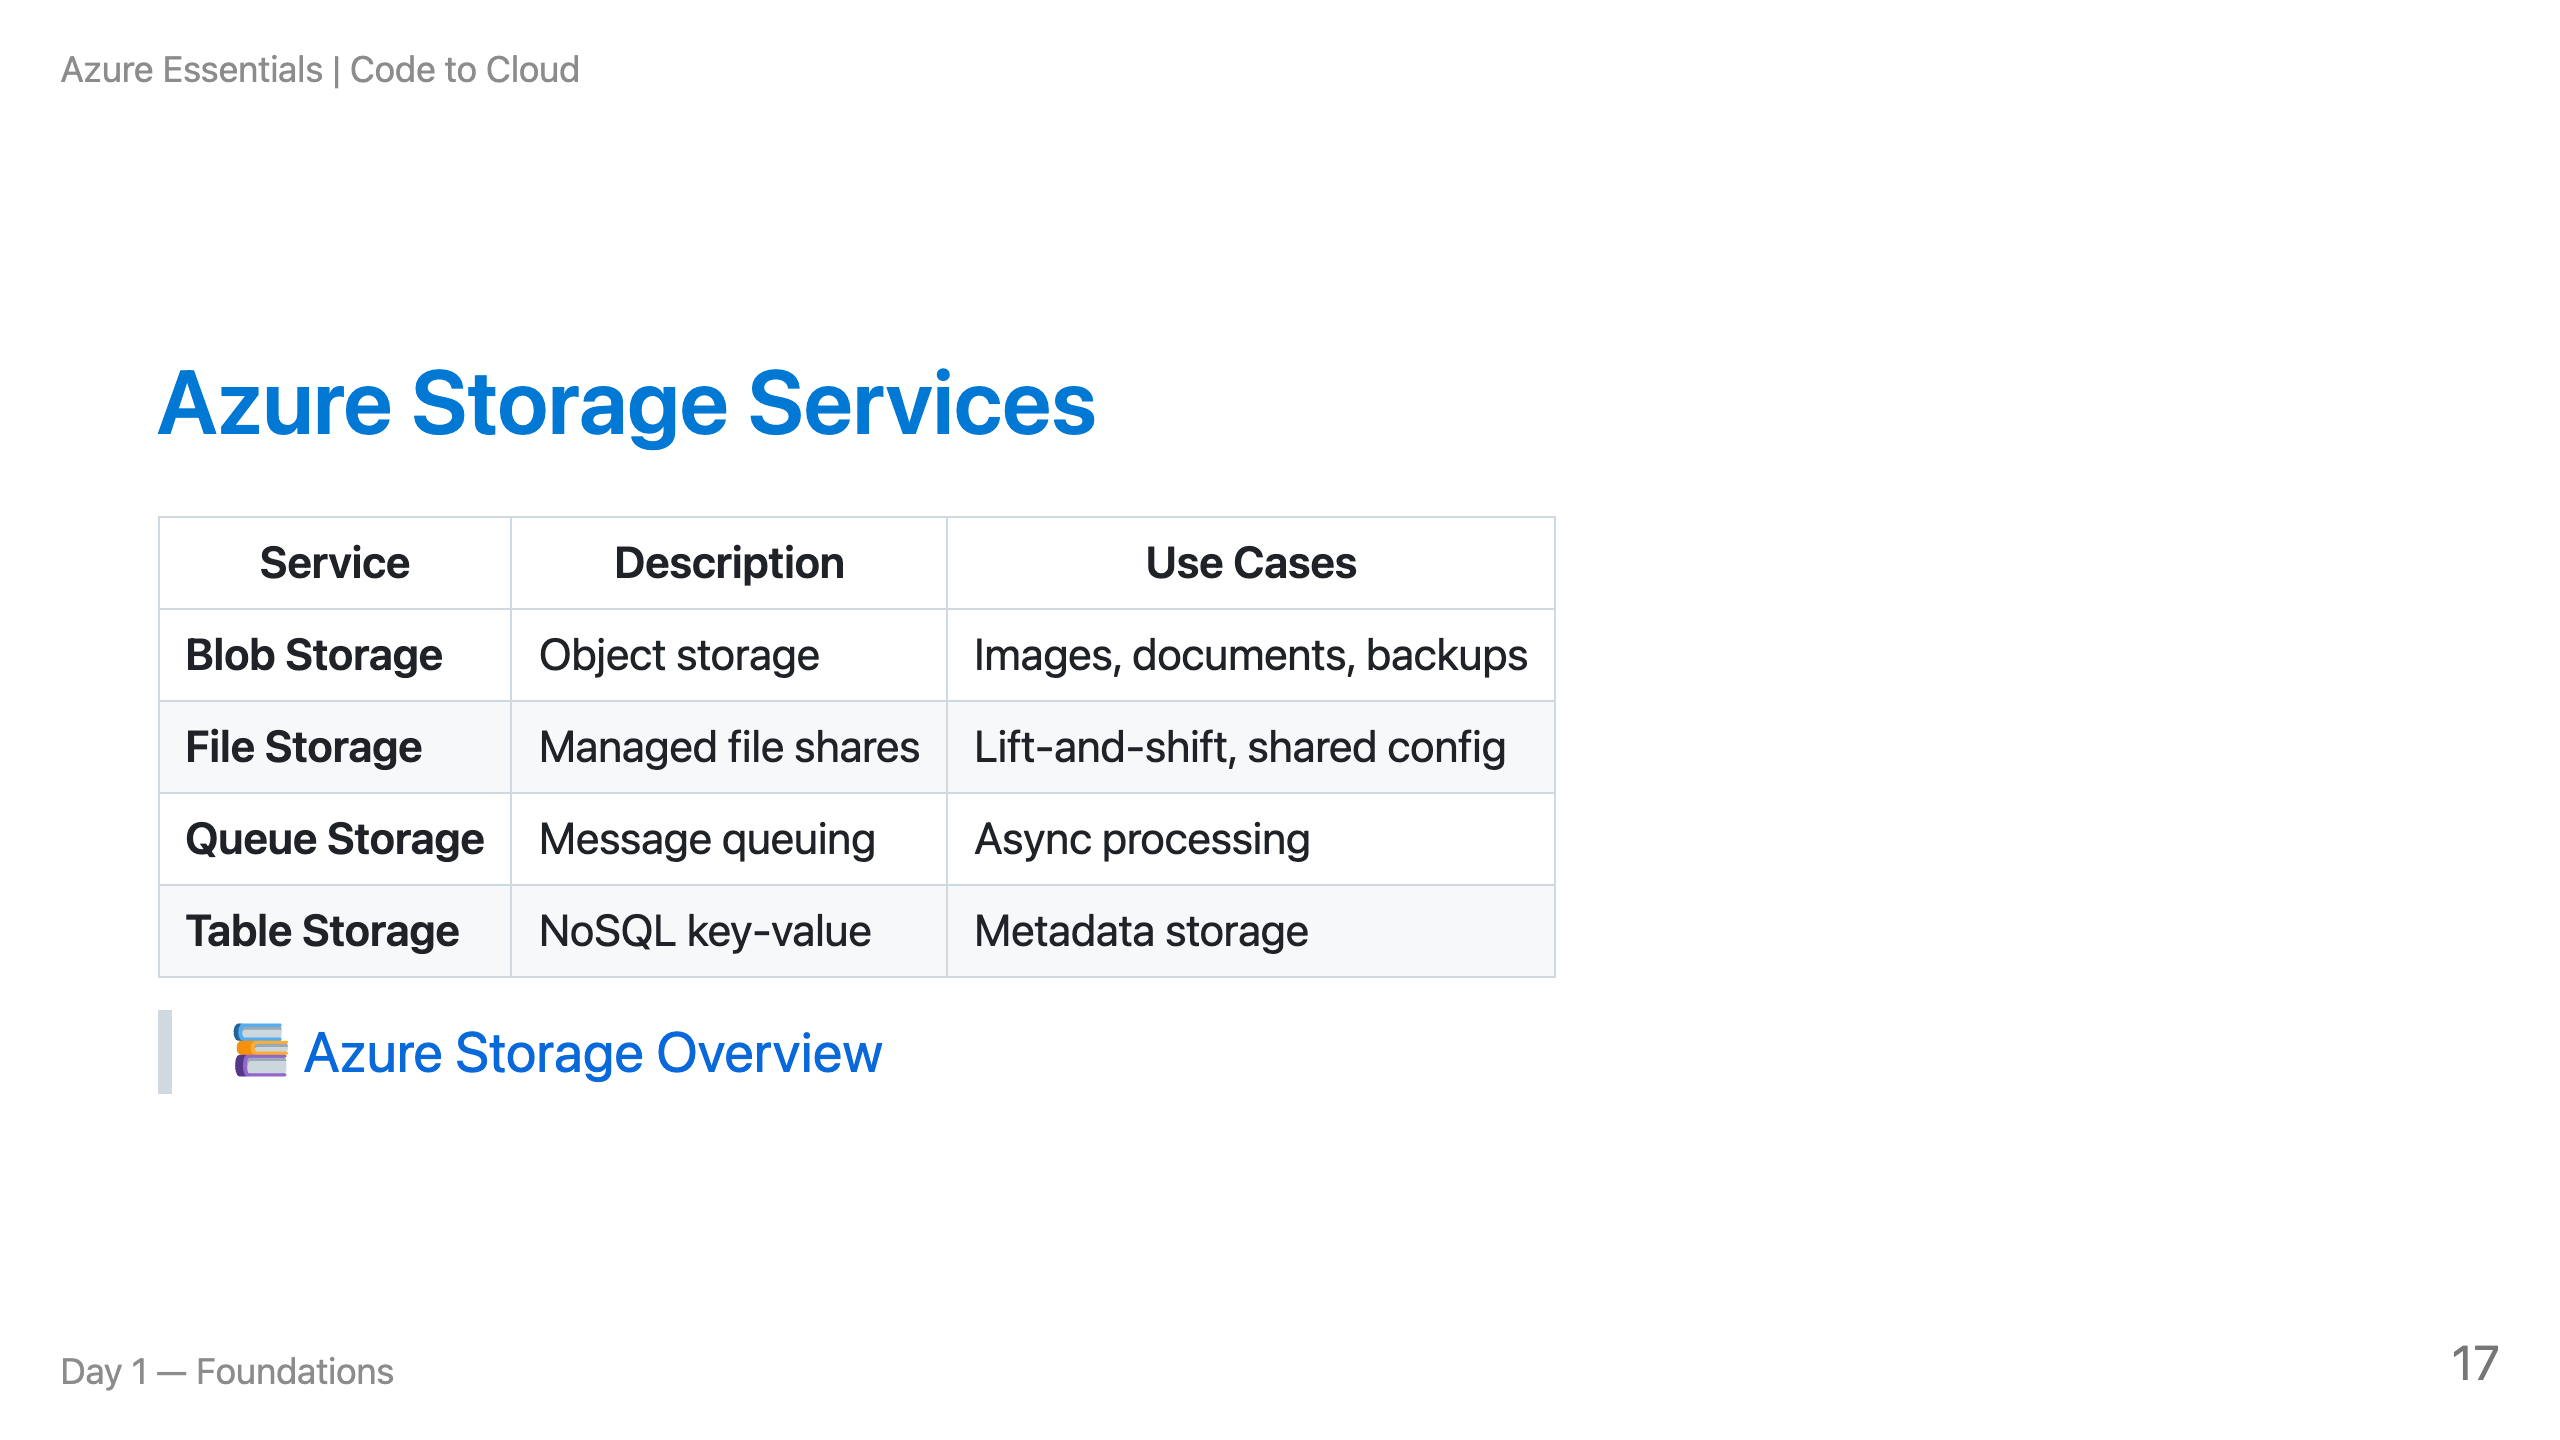 Azure Essentials | Code to Cloud
Azure Storage Services
Service Description Use Cases
Blob Storage Object storage Images, documents, backups
File Storage Managed file shares Lift-and-shift, shared config
Queue Storage Message queuing Async processing
Table Storage NoSQL key-value Metadata storage
📚 Azure Storage Overview
Day 1 — Foundations
17